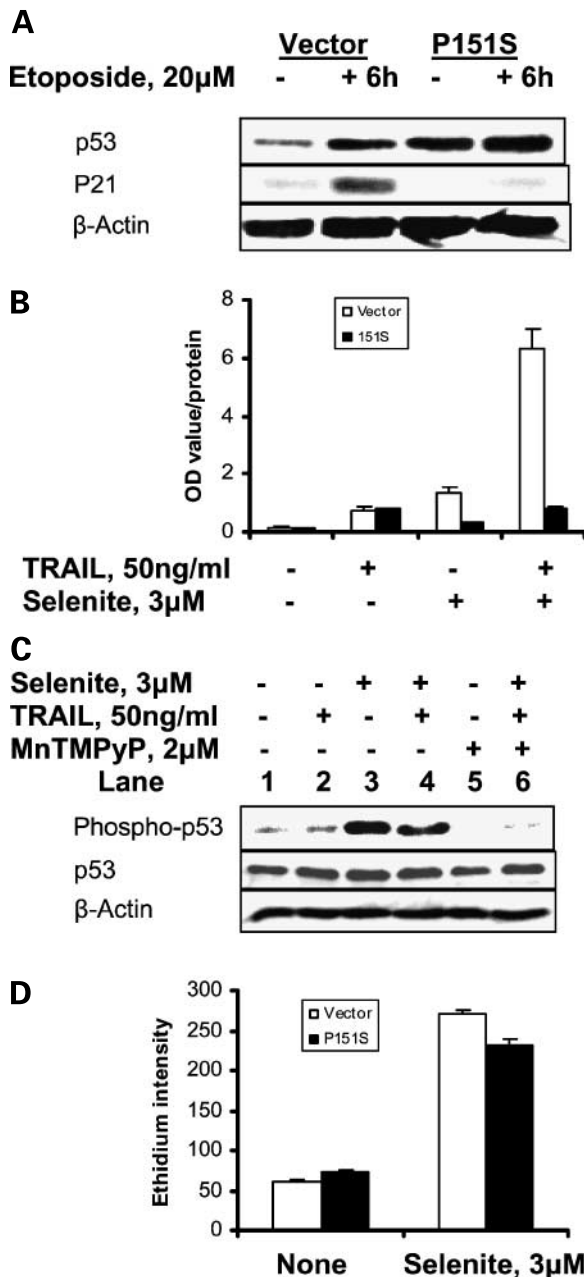 A
Vector P151S
Etoposide, 20µM - + 6h - + 6h
p53
P21
β-Actin
B
8
6
4
2
0
OD value/protein
Vector
151S
TRAIL, 50ng/ml - + - +
Selenite, 3µM - - + +
C
Selenite, 3µM - - + + - +
TRAIL, 50ng/ml - + - + - +
MnTMPyP, 2µM - - - - + +
Lane 1 2 3 4 5 6
Phospho-p53
p53
β-Actin
D
300
250
200
150
100
50
0
Ethidium intensity
Vector
P151S
None Selenite, 3µM